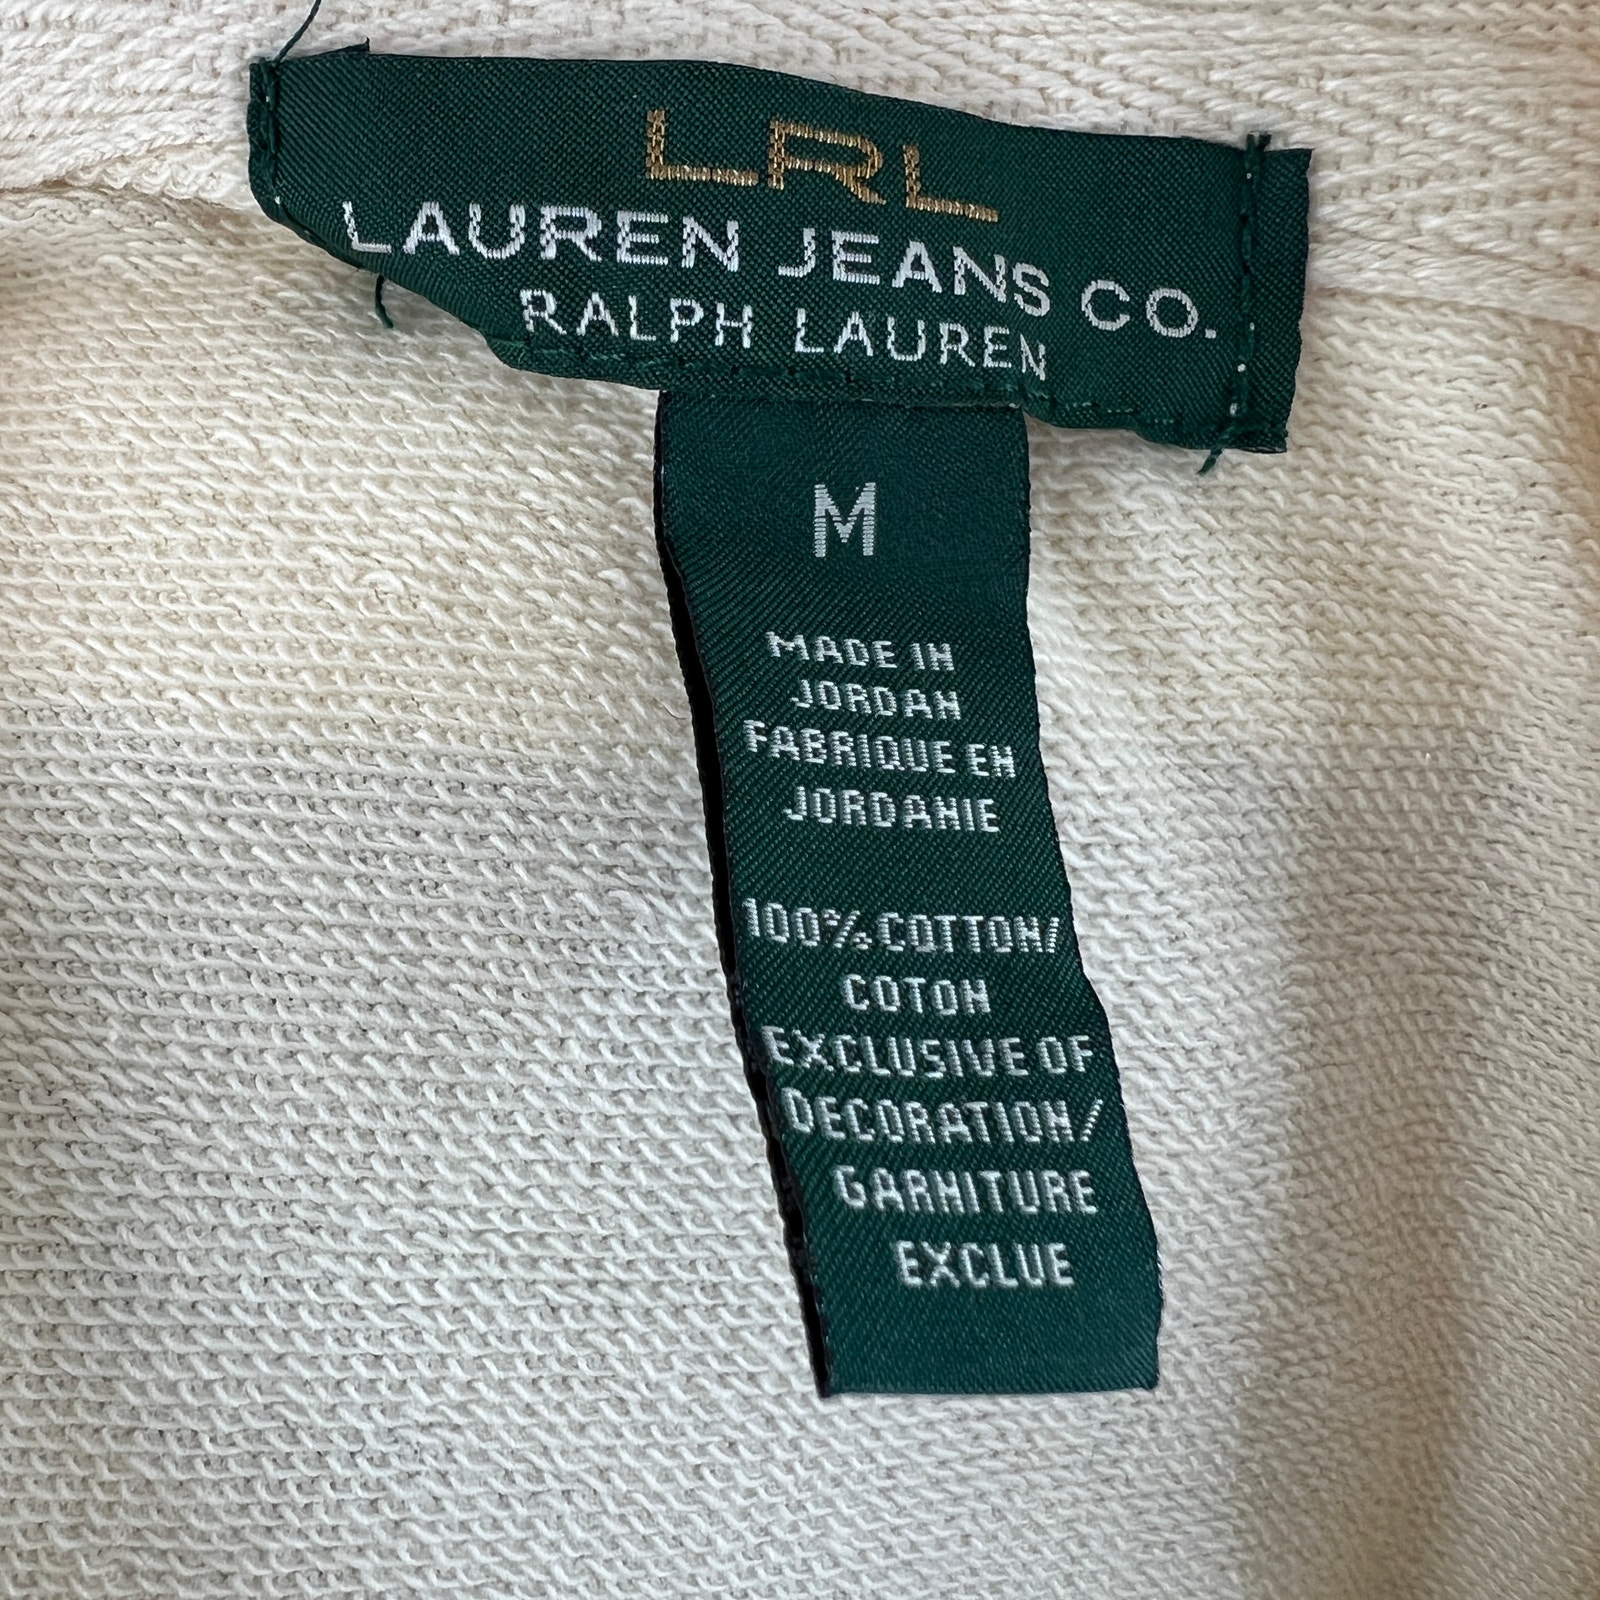 LRL
LAUREN JEANS CO.
RALPH LAUREN
M
MADE IN
JORDAN
FABRIQUE EN
JORDANIE
100% COTTON/
COTON
EXCLUSIVE OF
DECORATION/
GARNITURE
EXCLUE